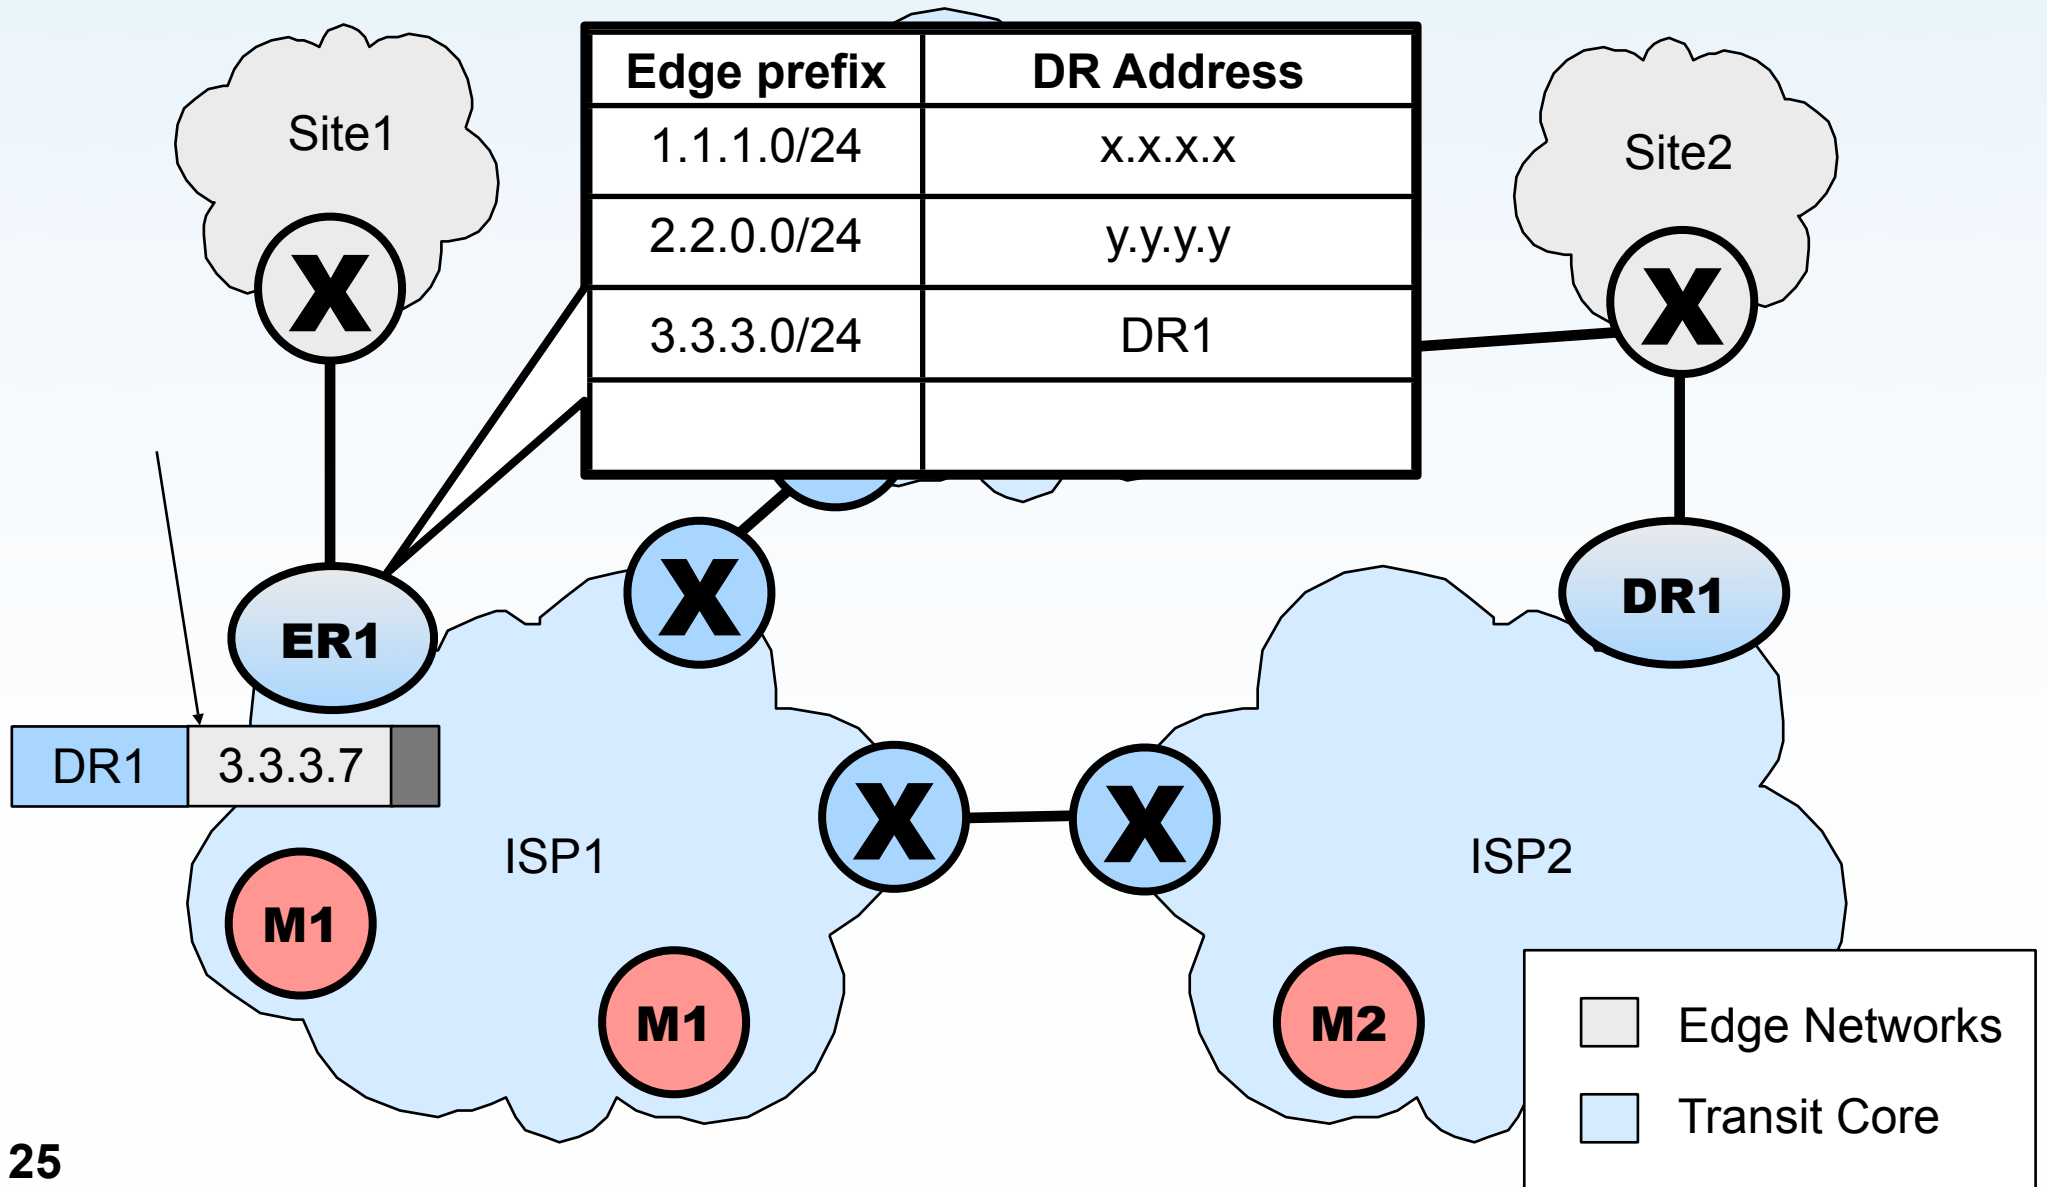 Edge prefix DR Address
1.1.1.0/24 x.x.x.x
2.2.0.0/24 y.y.y.y
3.3.3.0/24 DR1
Site1
Site2
X
X
X
ER1
DR1
DR1 3.3.3.7
X
X
ISP1
ISP2
M1
M1
M2
Edge Networks
Transit Core
25